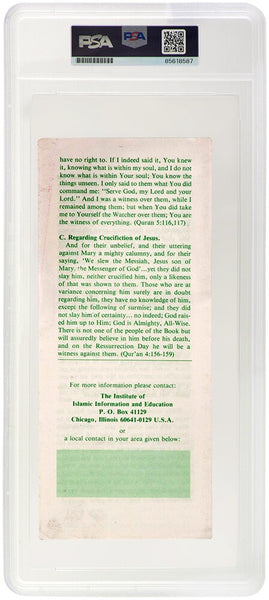 PSA
PSA
85618587
have no right to. If I indeed said it, You knew
it, knowing what is within my soul, and I do not
know what is within Your soul; You know the
things unseen. I only said to them what You did
command me: "Serve God, my Lord and your
Lord." And I was a witness over them, while I
remained among them; but when You did take
me to Yourself the Watcher over them; You are
the witness of everything. (Quran 5:116,117)
C. Regarding Crucifiction of Jesus.
And for their unbelief, and their uttering
against Mary a mighty calumny, and for their
saying, 'We slew the Messiah, Jesus son of
Mary, the Messenger of God'...yet they did not
slay him, neither crucified him, only a likeness
of that was shown to them. Those who are at
variance concerning him surely are in doubt
regarding him, they have no knowledge of him,
except the following of surmise; and they did
not slay him of certainty... no indeed; God rais-
ed him up to Him; God is Almighty, All-Wise.
There is not one of the people of the Book but
will assuredly believe in him before his death,
and on the Ressurrection Day he will be a
witness against them. (Qur'an 4:156-159)
For more information please contact:
The Institute of
Islamic Information and Education
P. O. Box 41129
Chicago, Illinois 60641-0129 U.S.A.
or
a local contact in your area given below: